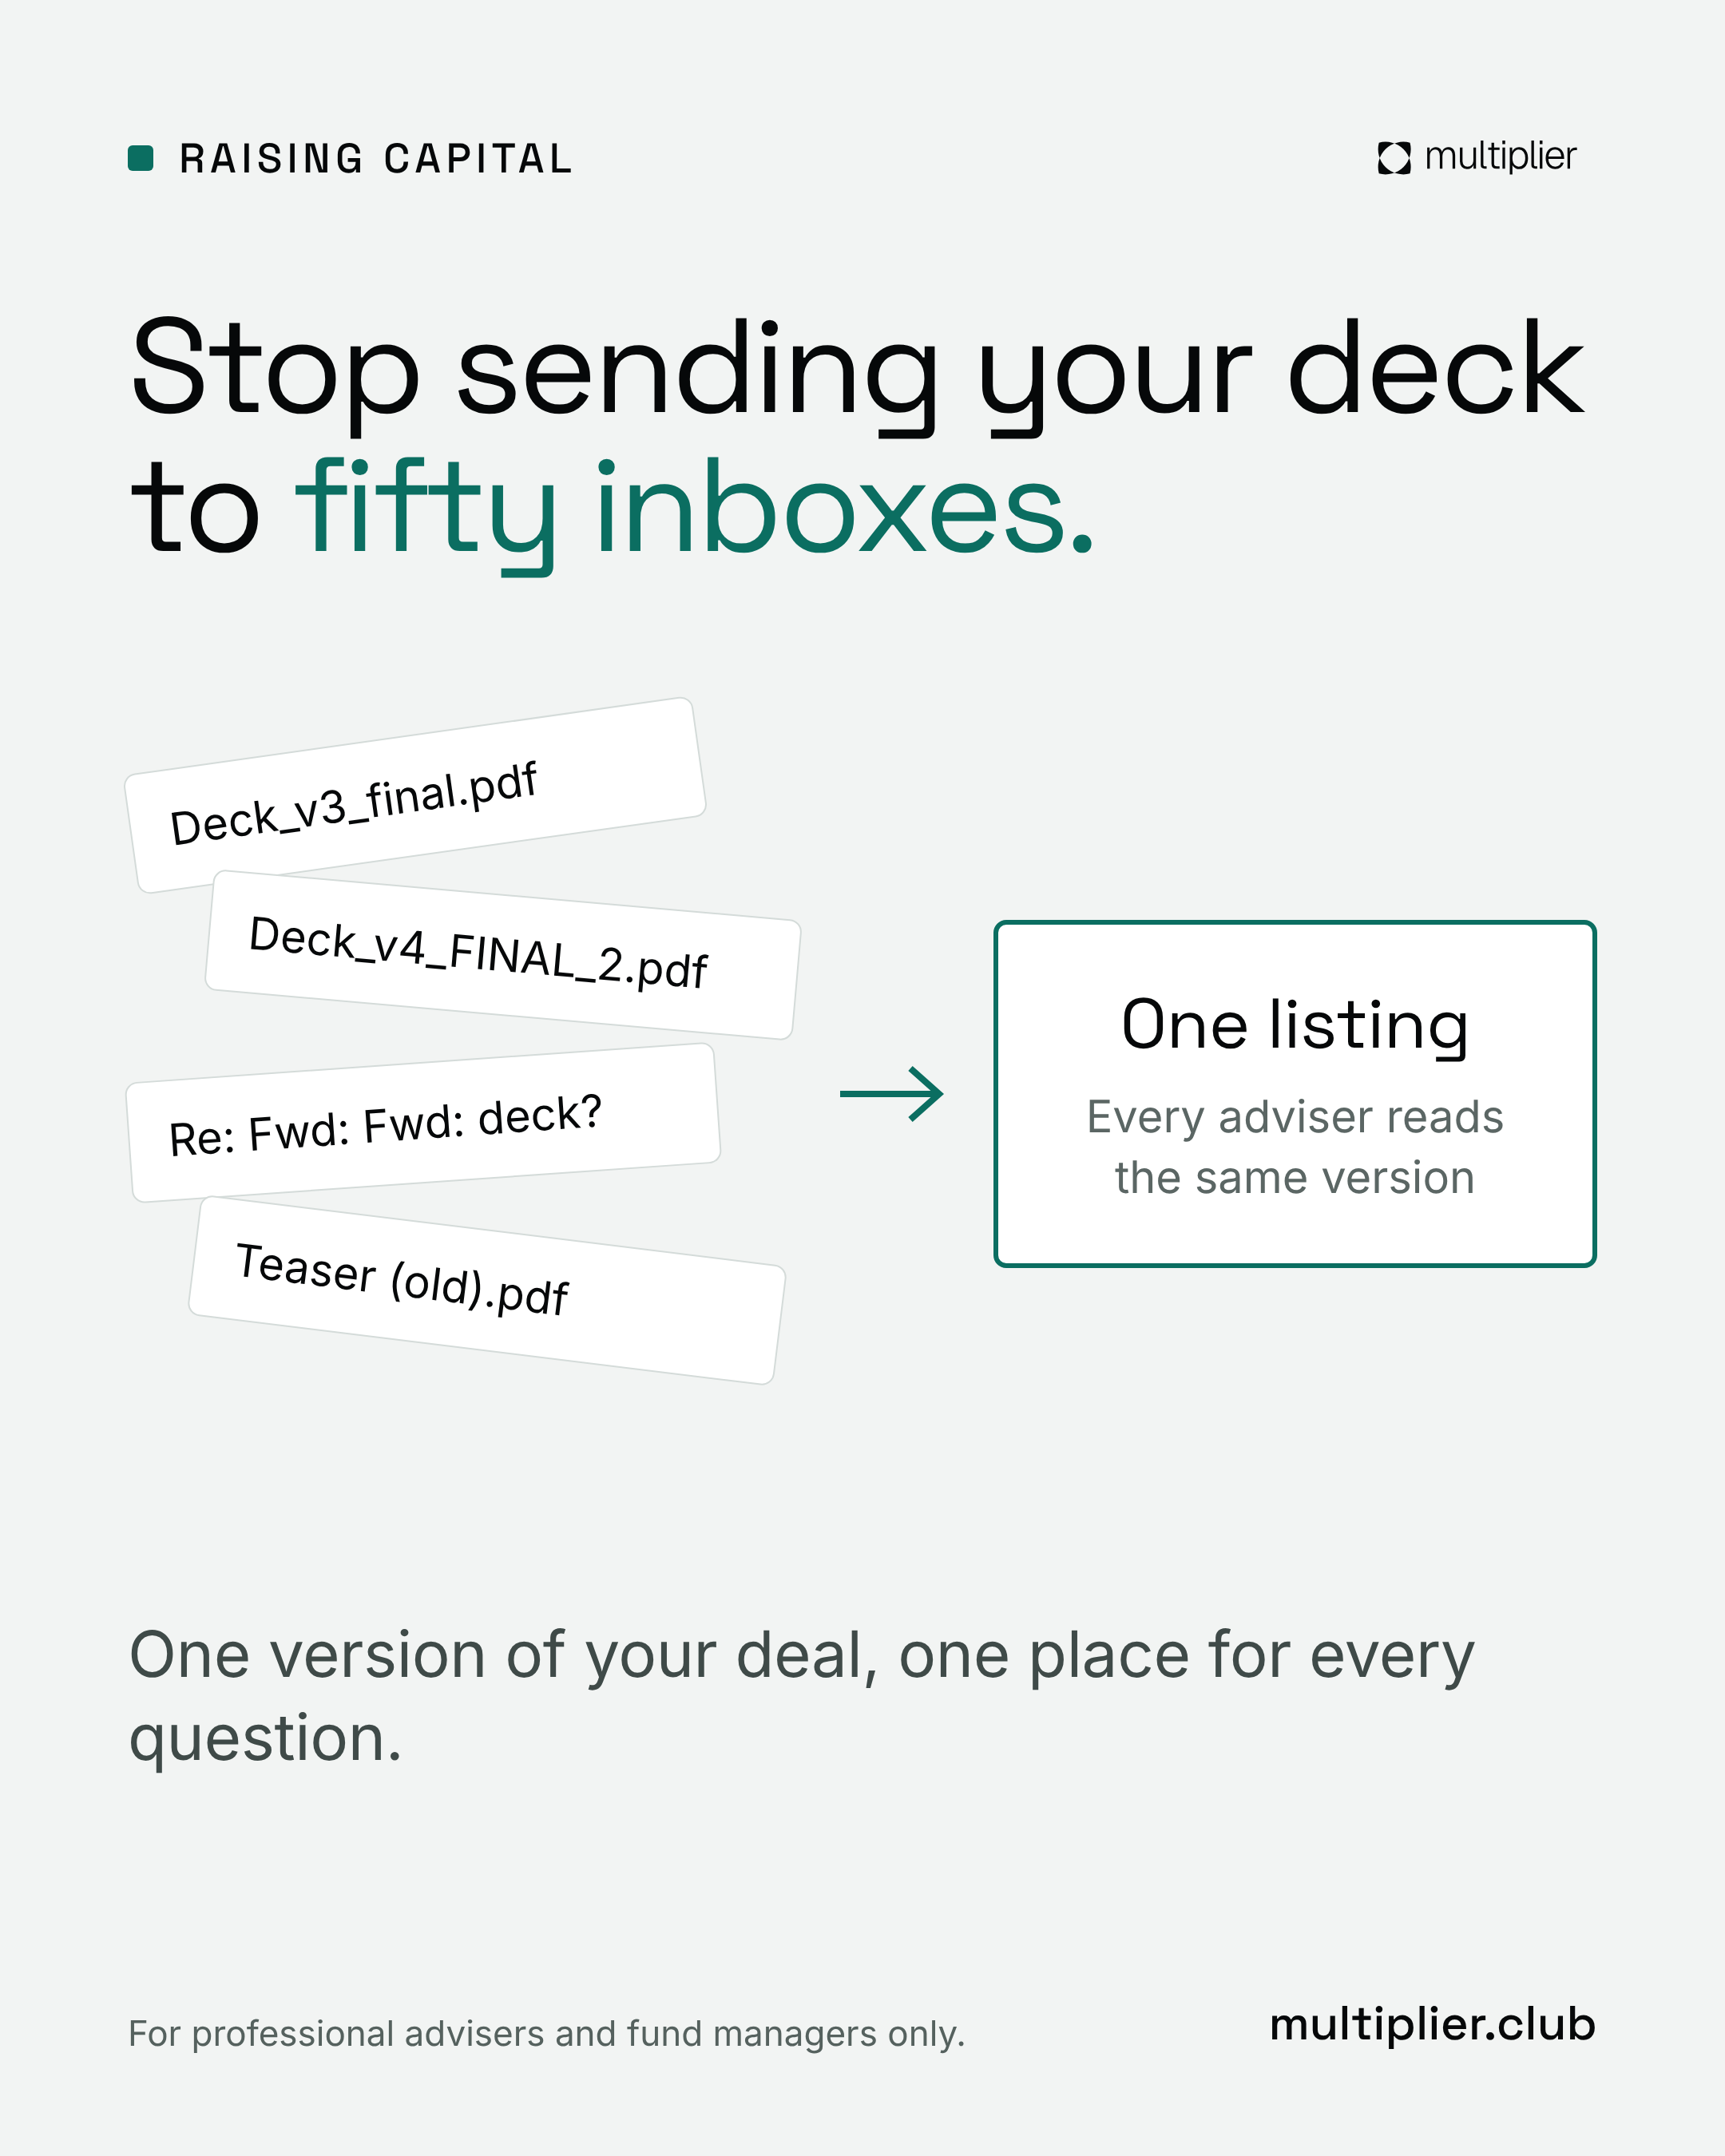 RAISING CAPITAL
multiplier
Stop sending your deck
to fifty inboxes.
Deck_v3_final.pdf
Deck_v4_FINAL_2.pdf
Re: Fwd: Fwd: deck?
Teaser (old).pdf
One listing
Every adviser reads
the same version
One version of your deal, one place for every
question.
For professional advisers and fund managers only.
multiplier.club